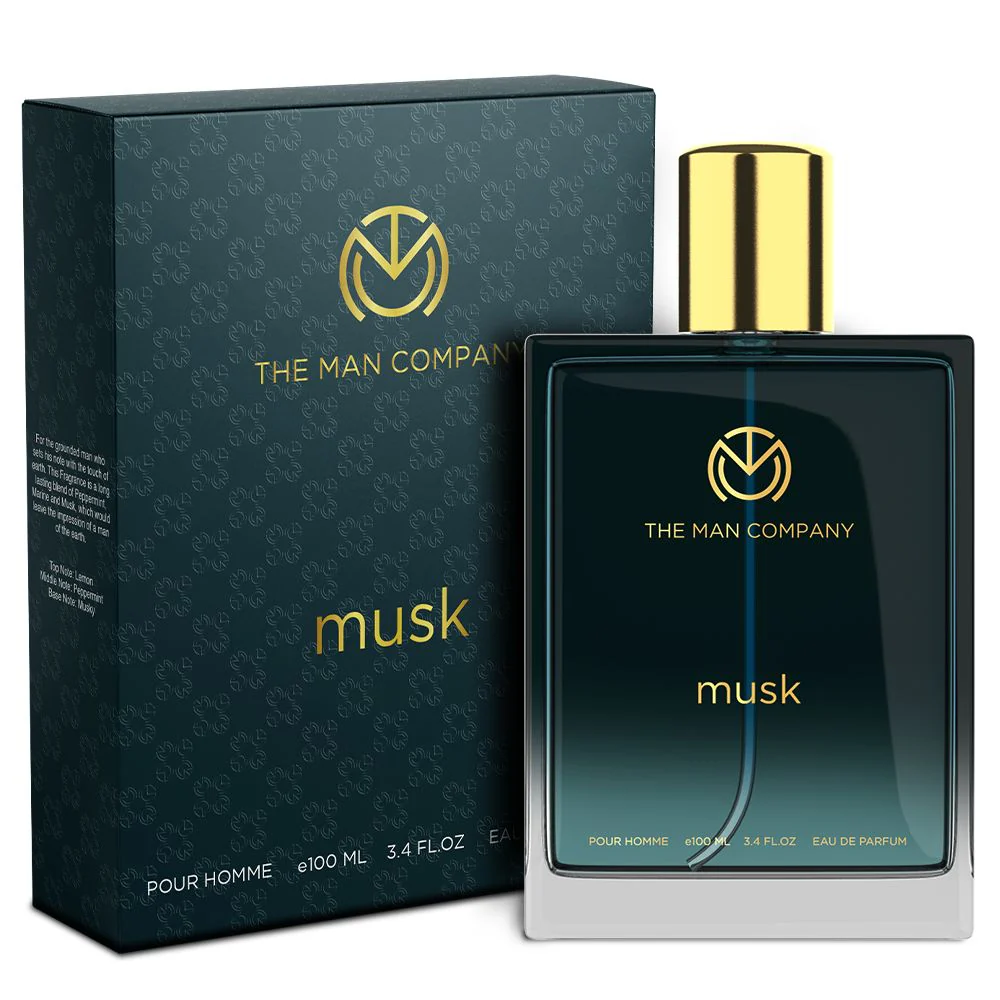 THE MAN COMPANY
For the grounded man who
sets his note with the touch of
earth. This Fragrance is a long
lasting blend of Peppermint,
Marine and Musk, which would
leave the impression of a man
of the earth.
Top Note: Lemon
Middle Note: Peppermint
Base Note: Musky
musk
POUR HOMME e100 ML 3.4 FL.OZ EAU
THE MAN COMPANY
musk
POUR HOMME e100 ML 3.4 FL.OZ EAU DE PARFUM